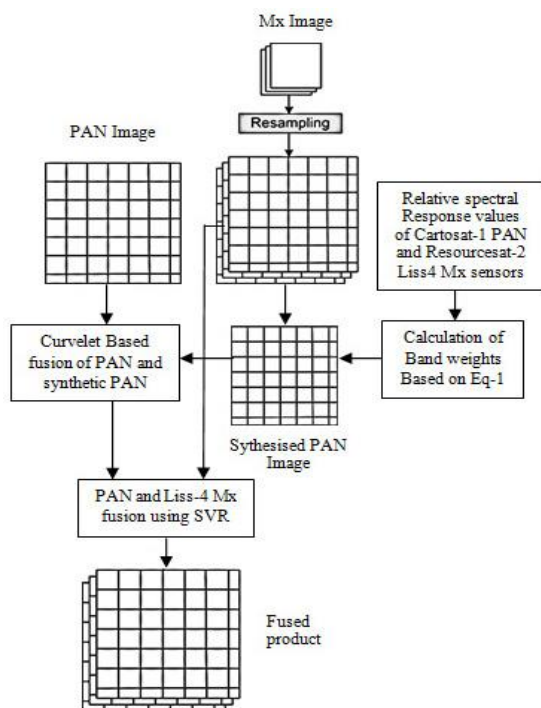 Mx Image
Resampling
PAN Image
Relative spectral
Response values
of Cartosat-1 PAN
and Resourcesat-2
Liss4 Mx sensors
Curvelet Based
fusion of PAN and
synthetic PAN
Calculation of
Band weights
Based on Eq-1
Sythesised PAN
Image
PAN and Liss-4 Mx
fusion using SVR
Fused
product